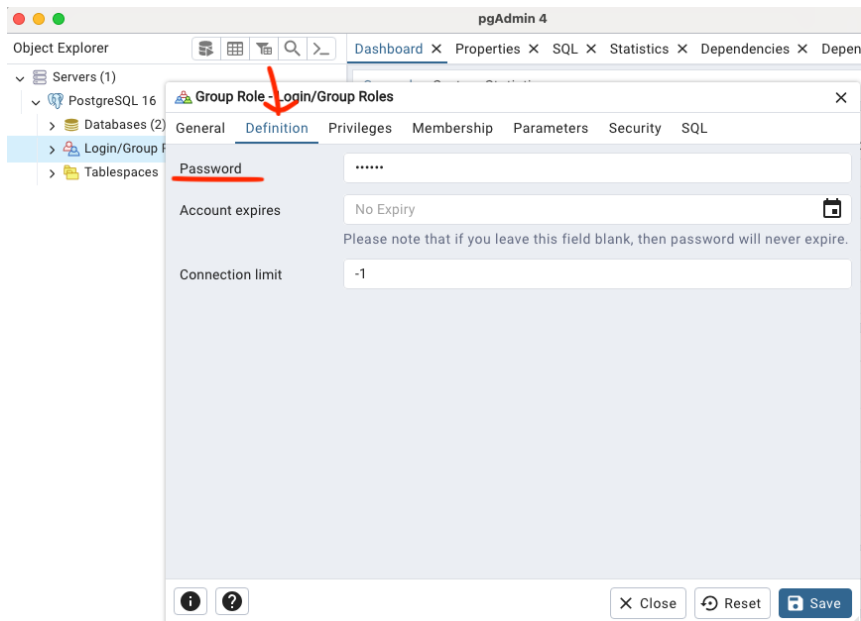 pgAdmin 4
Object Explorer
Dashboard Properties SQL Statistics Dependencies Depen
Servers (1)
PostgreSQL 16
Databases (2)
Login/Group
Tablespaces
Group Role - Login/Group Roles
General Definition Privileges Membership Parameters Security SQL
Password ••••••
Account expires No Expiry
Please note that if you leave this field blank, then password will never expire.
Connection limit -1
Close Reset Save